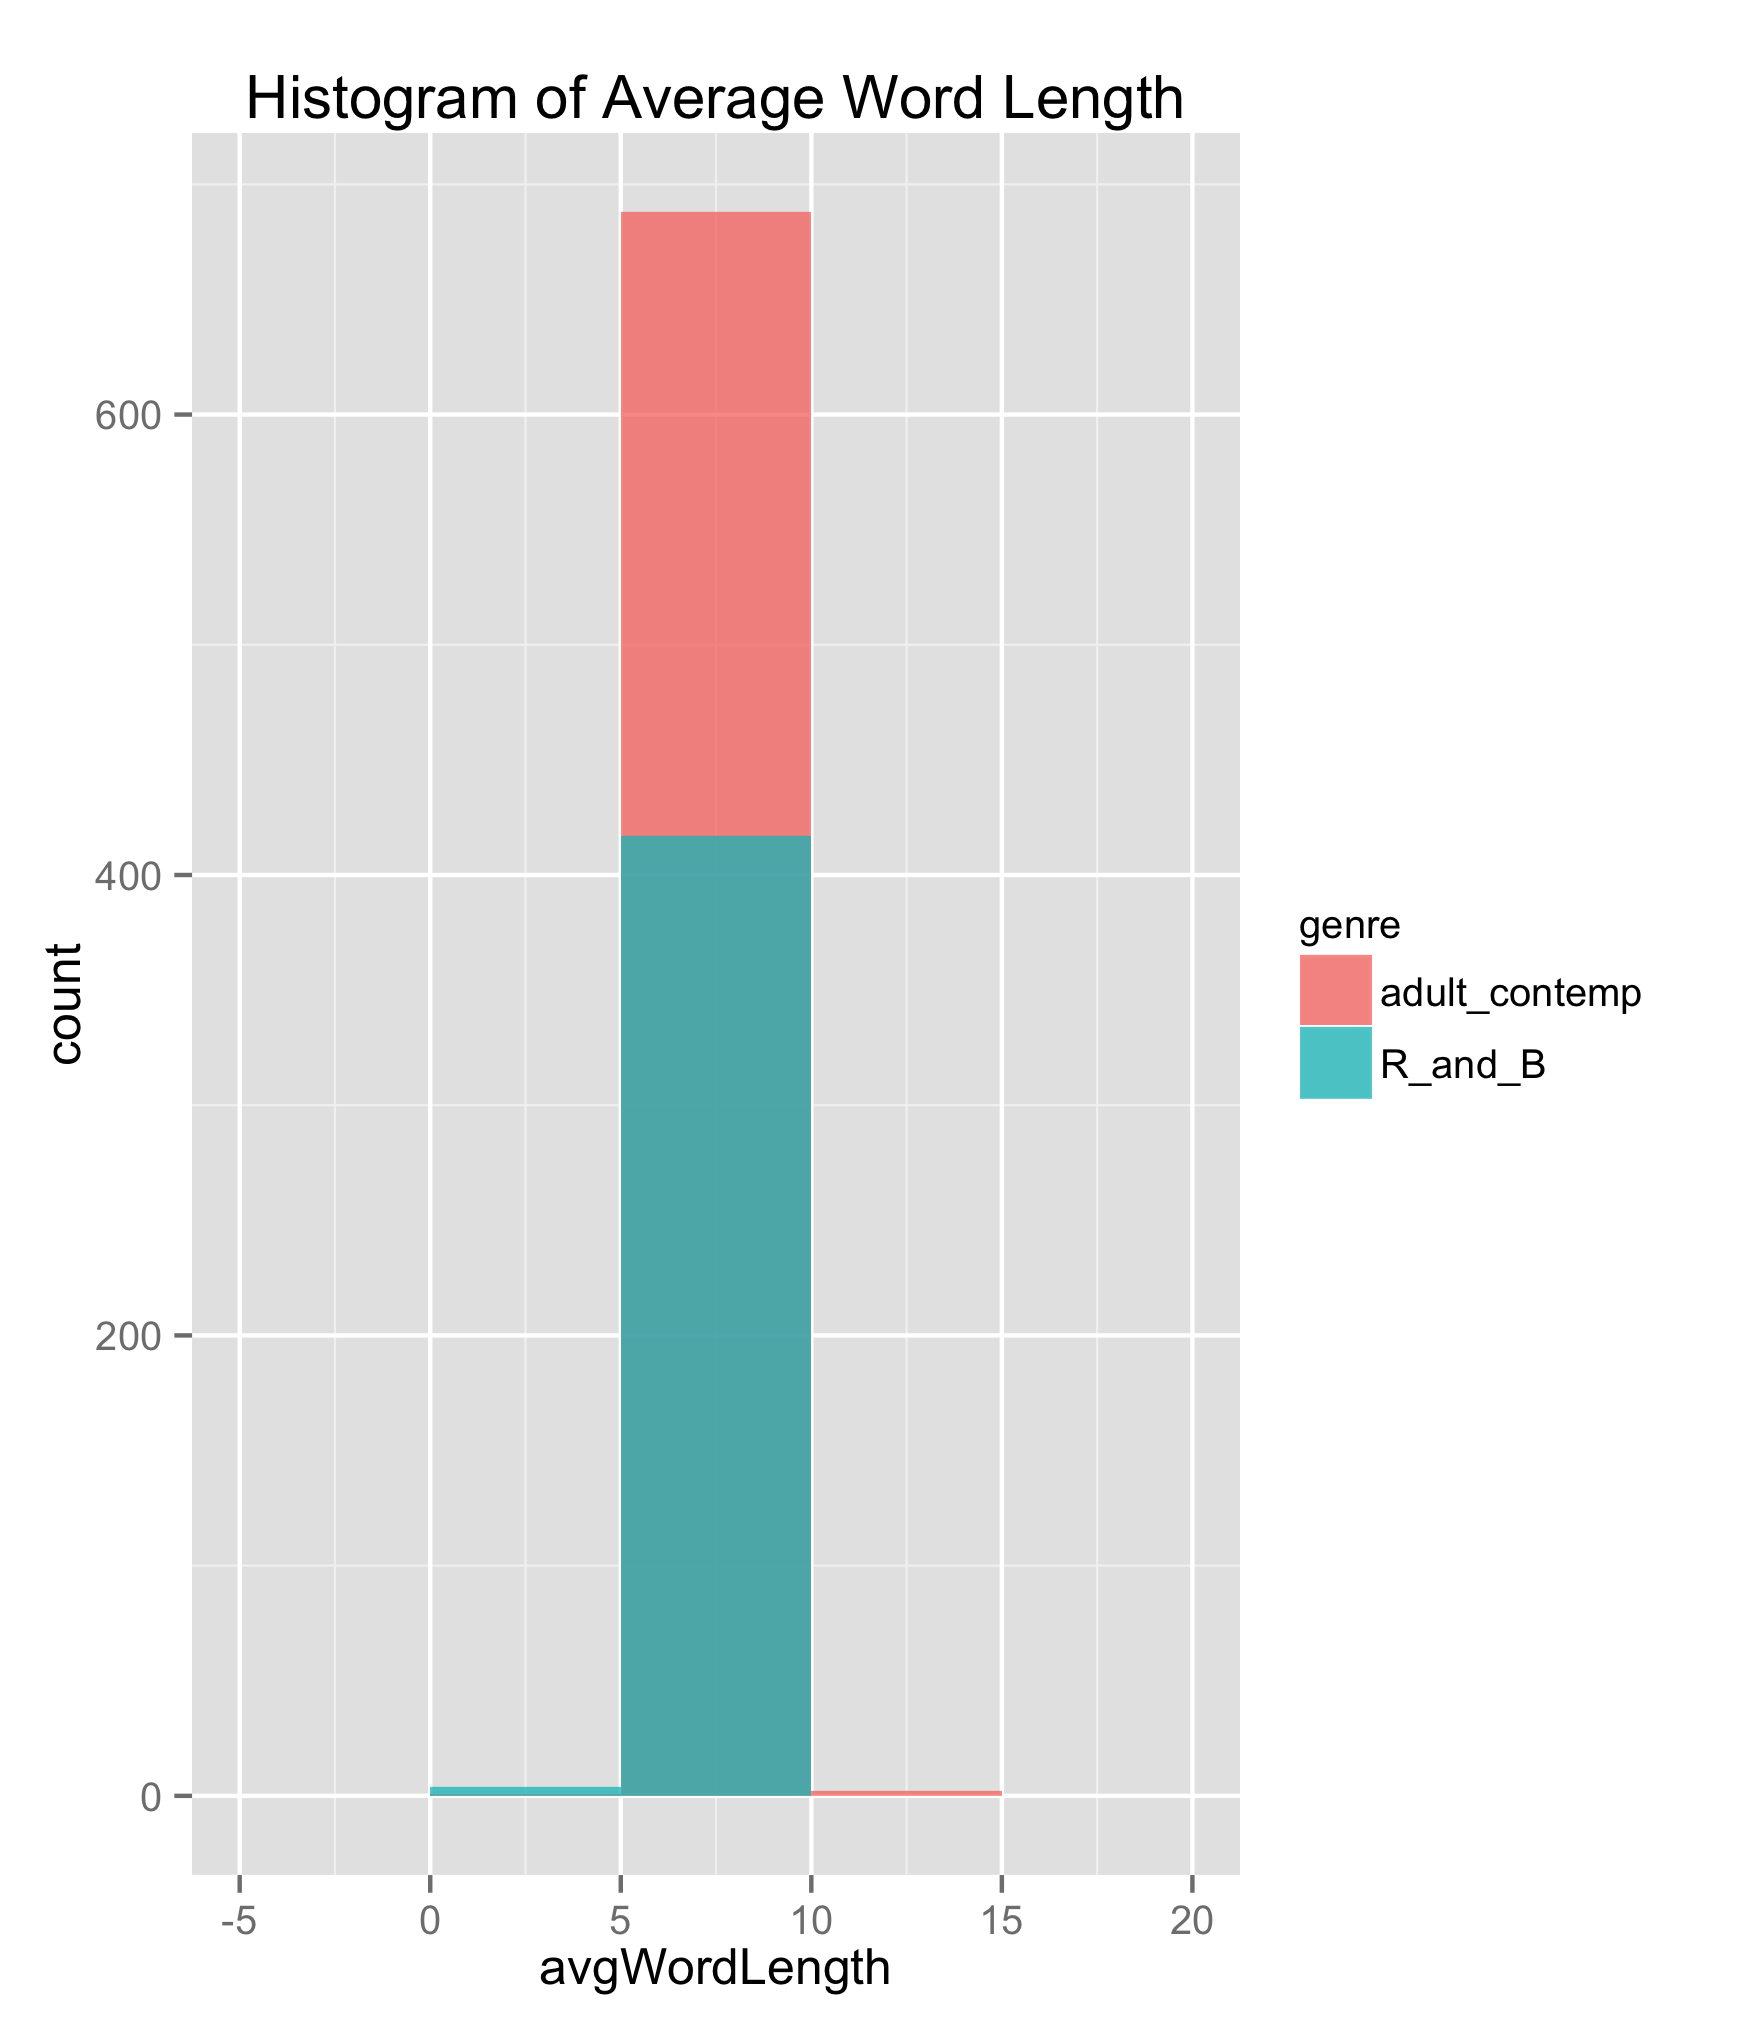 Histogram of Average Word Length
600
400
200
0
count
-5 0 5 10 15 20
avgWordLength
genre
adult_contemp
R_and_B